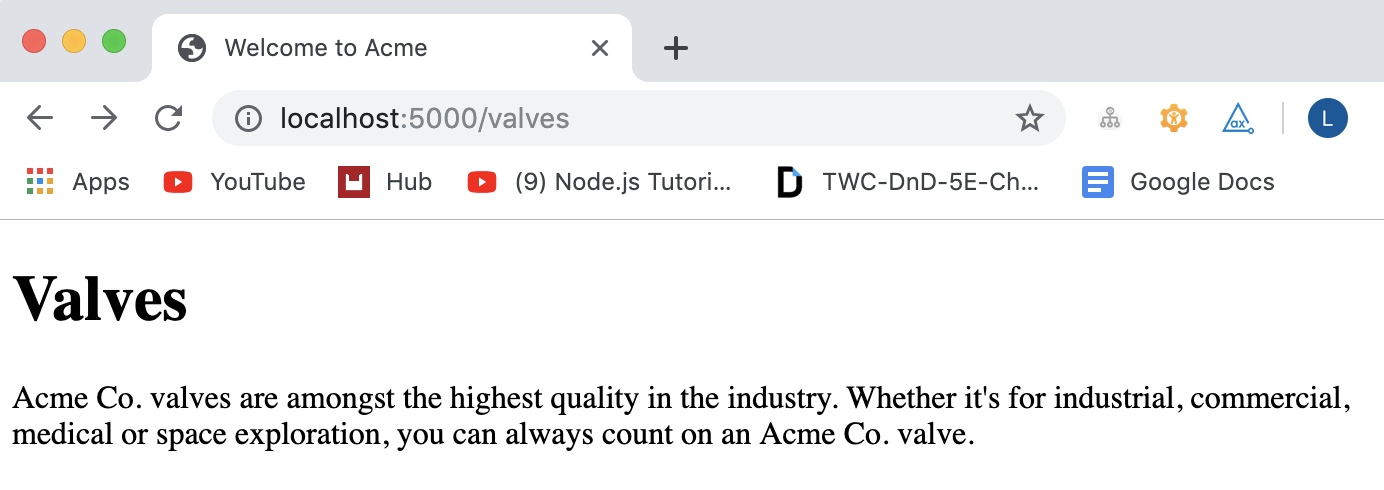 Welcome to Acme
localhost:5000/valves
ax
L
Apps YouTube Hub (9) Node.js Tutori... TWC-DnD-5E-Ch... Google Docs
Valves
Acme Co. valves are amongst the highest quality in the industry. Whether it's for industrial, commercial,
medical or space exploration, you can always count on an Acme Co. valve.